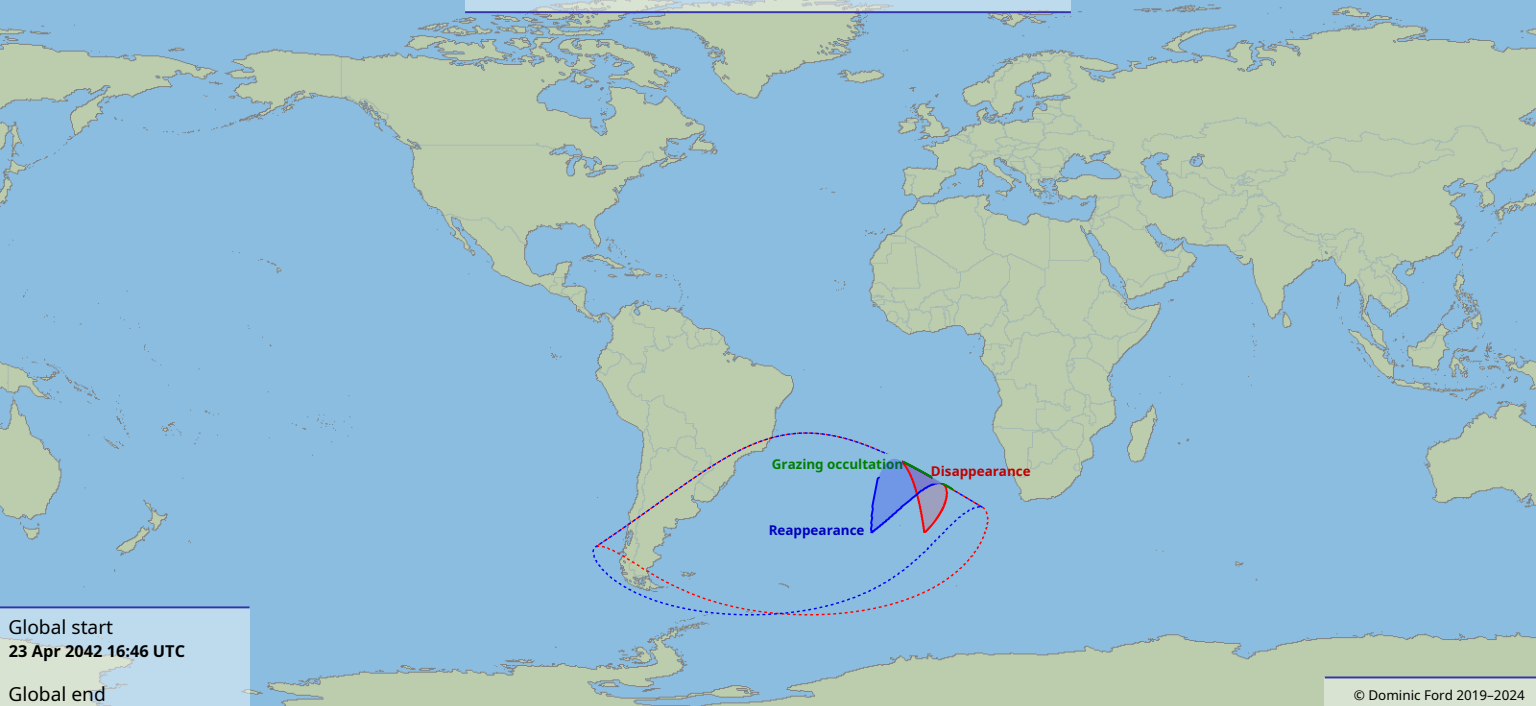 Grazing occultation
Disappearance
Reappearance
Global start
23 Apr 2042 16:46 UTC
Global end
© Dominic Ford 2019–2024